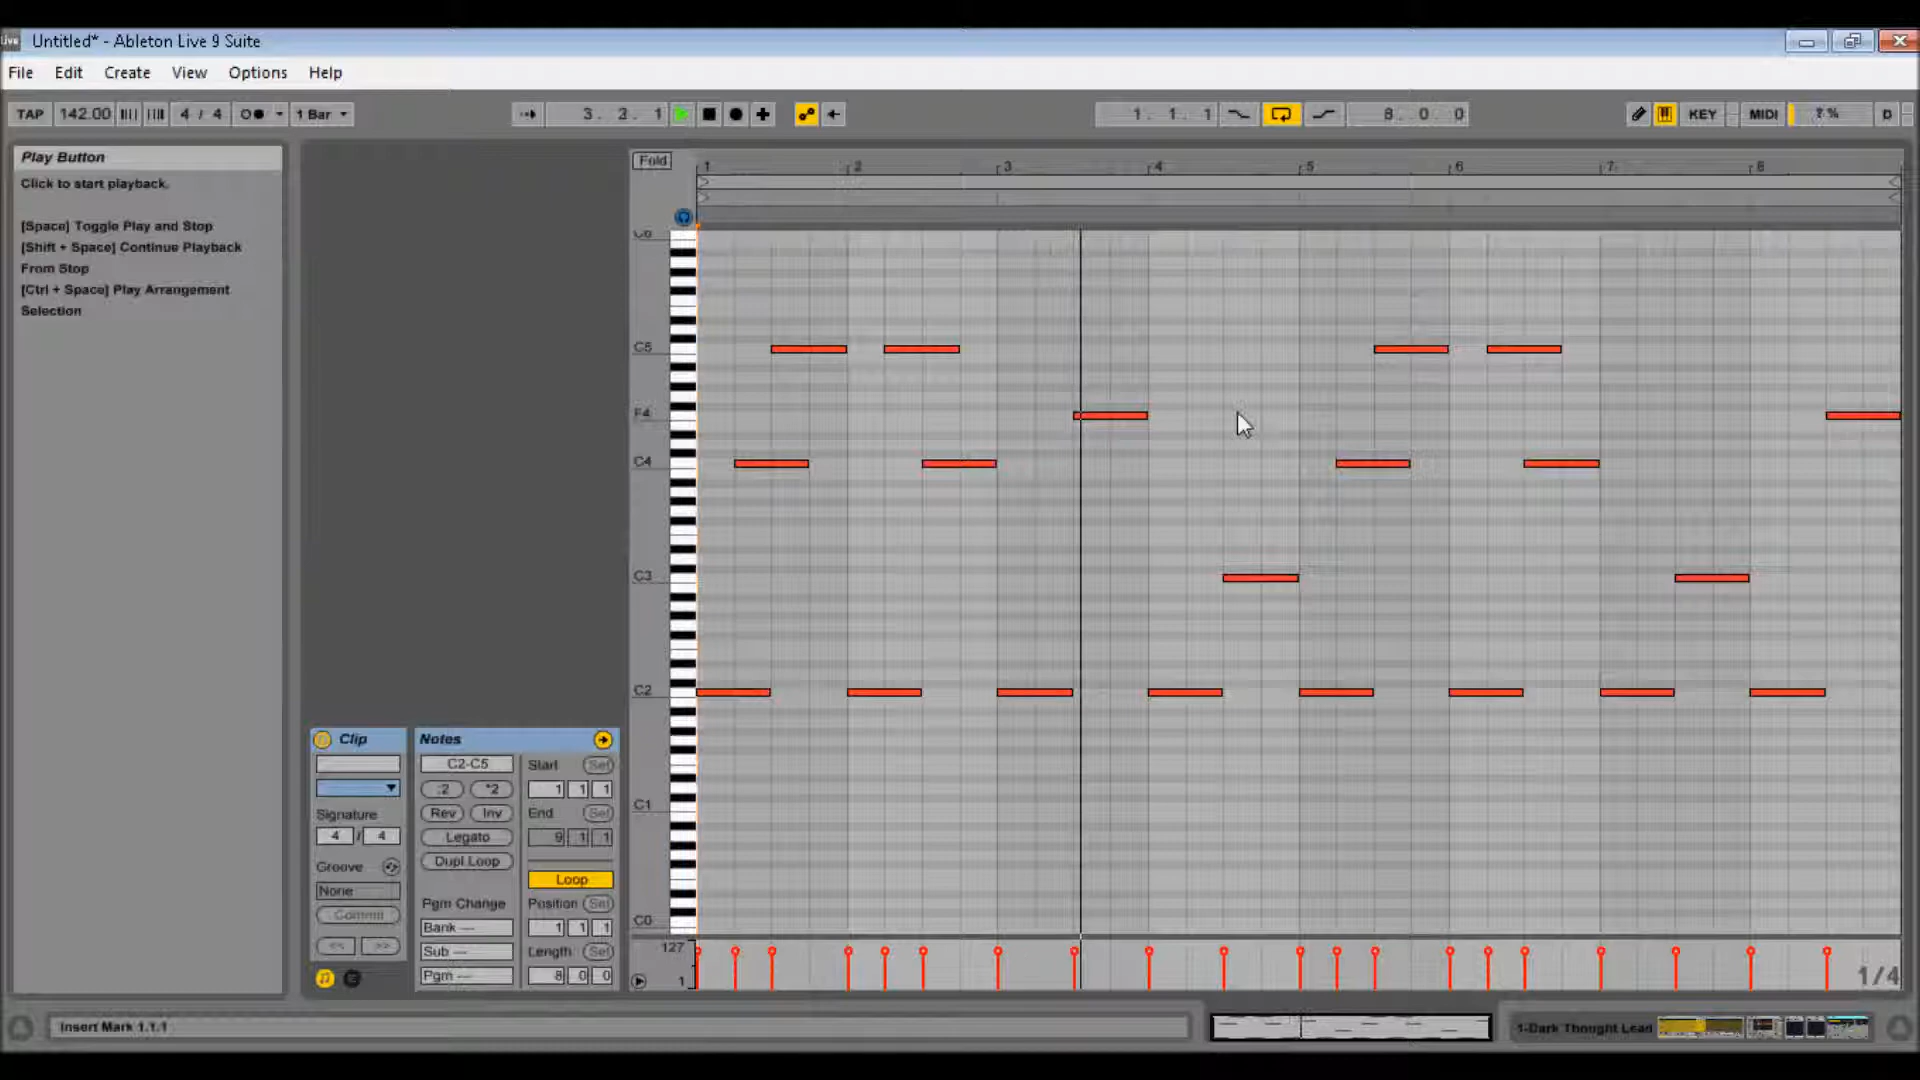 Live
Untitled* - Ableton Live 9 Suite
File Edit Create View Options Help
TAP 142.00 4 / 4 1 Bar 3. 2. 1 1. 1. 1 8. 0. 0 KEY MIDI ? % D
Play Button
Click to start playback.
[Space] Toggle Play and Stop
[Shift + Space] Continue Playback
From Stop
[Ctrl + Space] Play Arrangement
Selection
Fold
1 2 3 4 5 6 7 8
C6
C5
F4
C4
C3
C2
C1
C0
127
1
1/4
Clip
Signature
4 / 4
Groove
None
Commit
<< >>
Notes
C2-C5
:2 *2
Rev Inv
Legato
Dupl Loop
Pgm Change
Bank ---
Sub ---
Pgm ---
Start Set
1 1 1
End Set
9 1 1
Loop
Position Set
1 1 1
Length Set
8 0 0
Insert Mark 1.1.1
1-Dark Thought Lead